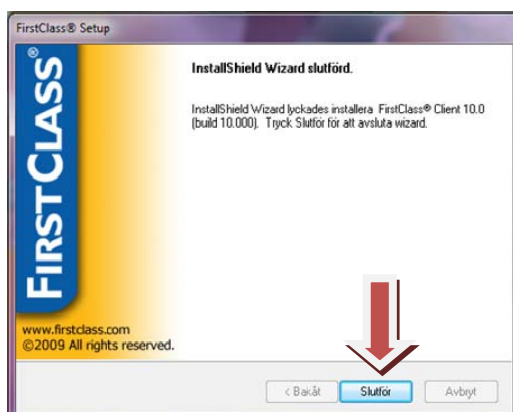 FirstClass® Setup
FIRSTCLASS®
InstallShield Wizard slutförd.
InstallShield Wizard lyckades installera FirstClass® Client 10.0
(build 10.000). Tryck Slutför för att avsluta wizard.
www.firstclass.com
©2009 All rights reserved.
< Bakåt
Slutför
Avbryt